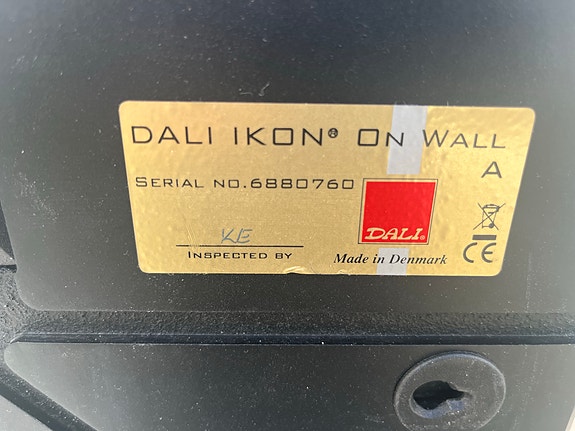 DALI IKON® ON WALL
A
SERIAL NO.6880760
DALI®
KE
INSPECTED BY
Made in Denmark
CE